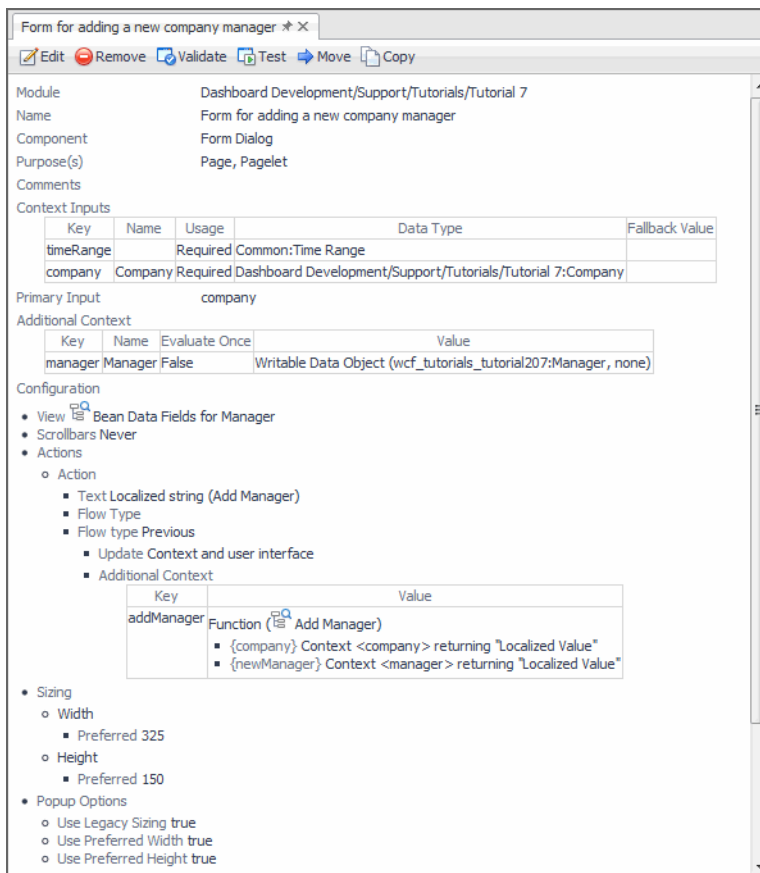 Form for adding a new company manager
Edit Remove Validate Test Move Copy
Module Dashboard Development/Support/Tutorials/Tutorial 7
Name Form for adding a new company manager
Component Form Dialog
Purpose(s) Page, Pagelet
Comments
Context Inputs
Key Name Usage Data Type Fallback Value
timeRange Required Common:Time Range
company Company Required Dashboard Development/Support/Tutorials/Tutorial 7:Company
Primary Input company
Additional Context
Key Name Evaluate Once Value
manager Manager False Writable Data Object (wcf_tutorials_tutorial207:Manager, none)
Configuration
View Bean Data Fields for Manager
Scrollbars Never
Actions
Action
Text Localized string (Add Manager)
Flow Type
Flow type Previous
Update Context and user interface
Additional Context
Key Value
addManager Function ( Add Manager)
{company} Context <company> returning "Localized Value"
{newManager} Context <manager> returning "Localized Value"
Sizing
Width
Preferred 325
Height
Preferred 150
Popup Options
Use Legacy Sizing true
Use Preferred Width true
Use Preferred Height true